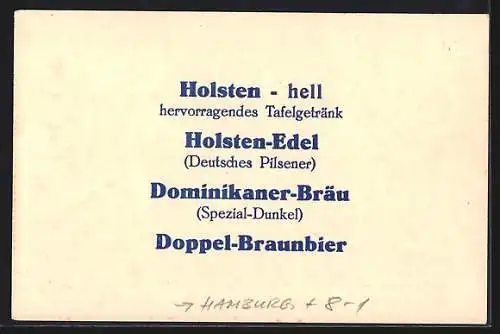 Holsten - hell
hervorragendes Tafelgetränk
Holsten-Edel
(Deutsches Pilsener)
Dominikaner-Bräu
(Spezial-Dunkel)
Doppel-Braunbier
→ HAMBURG + 8-1